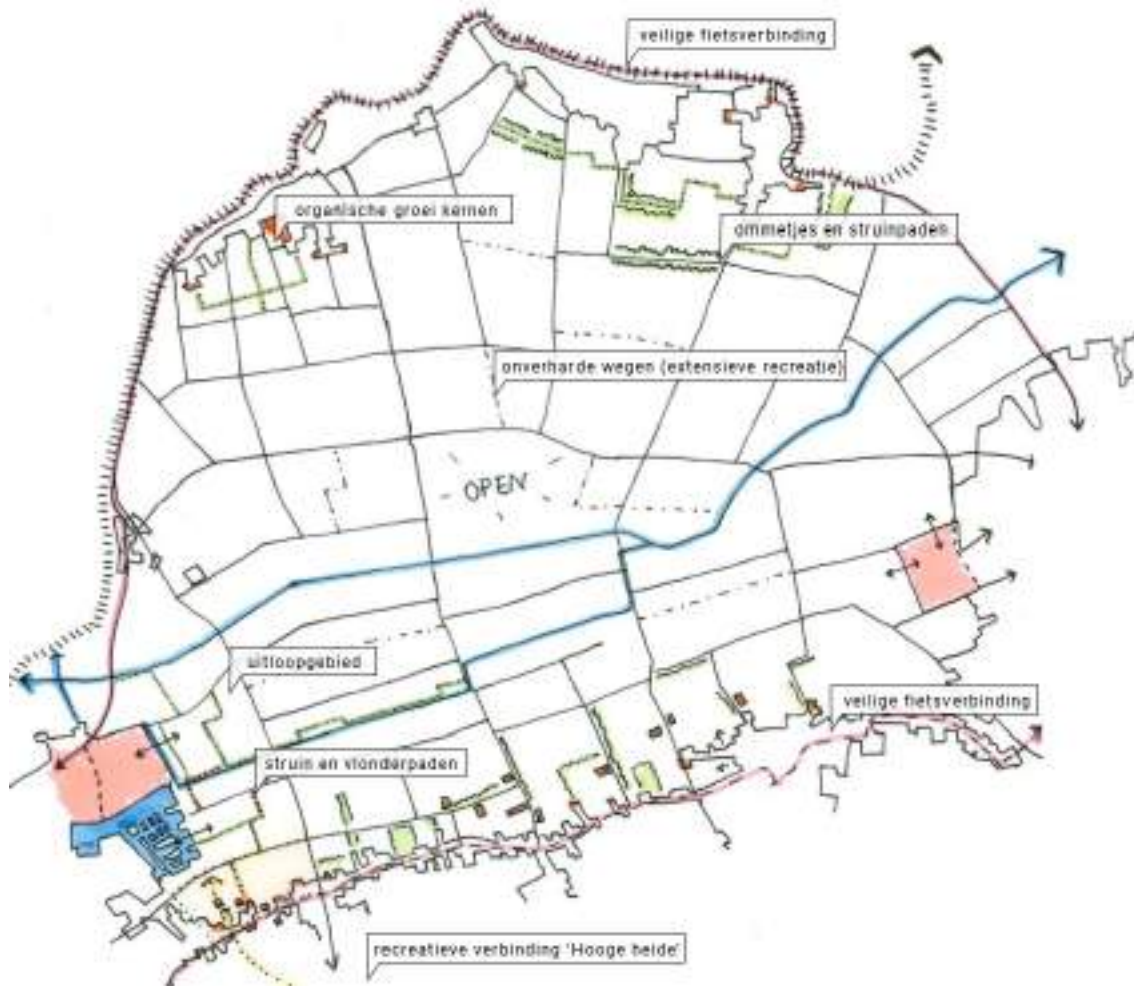 veilige fietsverbinding
organische groei kernen
ommetjes en struinpaden
onverharde wegen (extensieve recreatie)
OPEN
uitloopgebied
veilige fietsverbinding
struin en vlonderpaden
recreatieve verbinding 'Hooge heide'